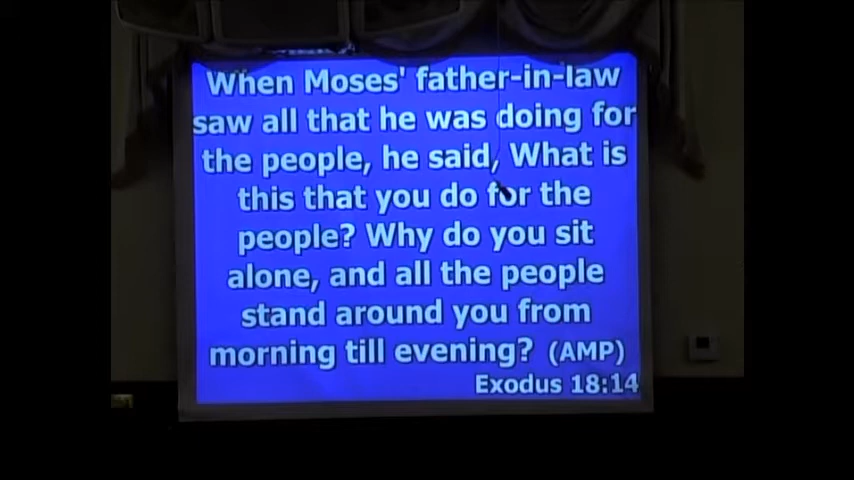 When Moses' father-in-law
saw all that he was doing for
the people, he said, What is
this that you do for the
people? Why do you sit
alone, and all the people
stand around you from
morning till evening? (AMP)
Exodus 18:14